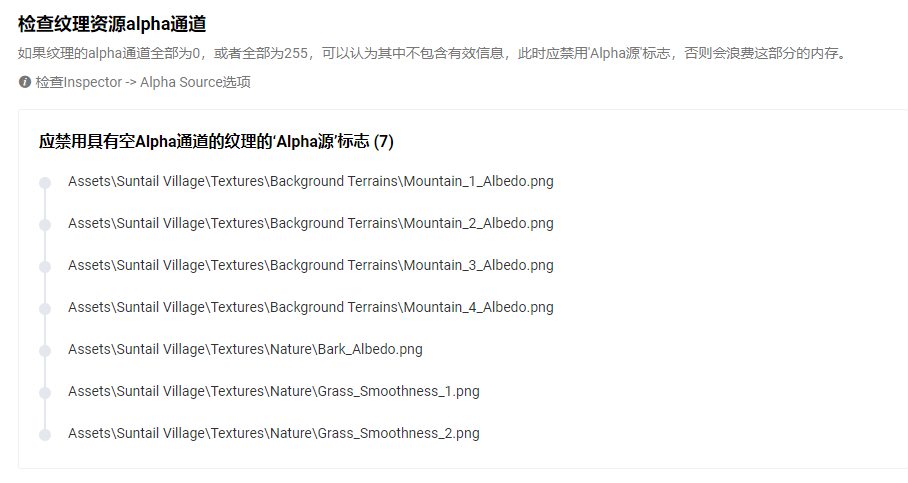 检查纹理资源alpha通道
如果纹理的alpha通道全部为0，或者全部为255，可以认为其中不包含有效信息，此时应禁用'Alpha源'标志，否则会浪费这部分的内存。
检查Inspector -> Alpha Source选项
应禁用具有空Alpha通道的纹理的‘Alpha源’标志 (7)
Assets\Suntail Village\Textures\Background Terrains\Mountain_1_Albedo.png
Assets\Suntail Village\Textures\Background Terrains\Mountain_2_Albedo.png
Assets\Suntail Village\Textures\Background Terrains\Mountain_3_Albedo.png
Assets\Suntail Village\Textures\Background Terrains\Mountain_4_Albedo.png
Assets\Suntail Village\Textures\Nature\Bark_Albedo.png
Assets\Suntail Village\Textures\Nature\Grass_Smoothness_1.png
Assets\Suntail Village\Textures\Nature\Grass_Smoothness_2.png